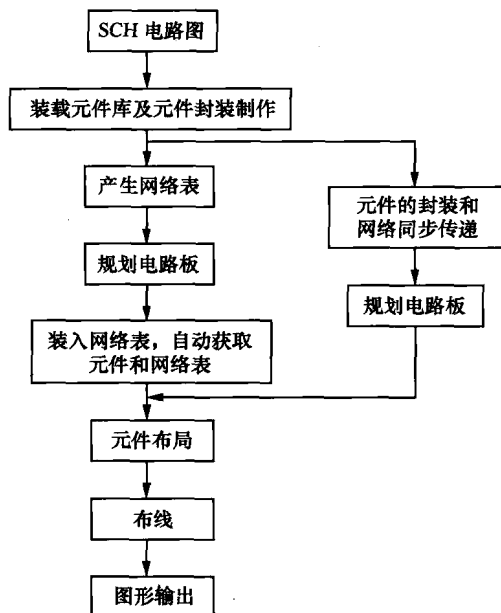 SCH 电路图
装载元件库及元件封装制作
产生网络表
元件的封装和
网络同步传递
规划电路板
规划电路板
装入网络表，自动获取
元件和网络表
元件布局
布线
图形输出